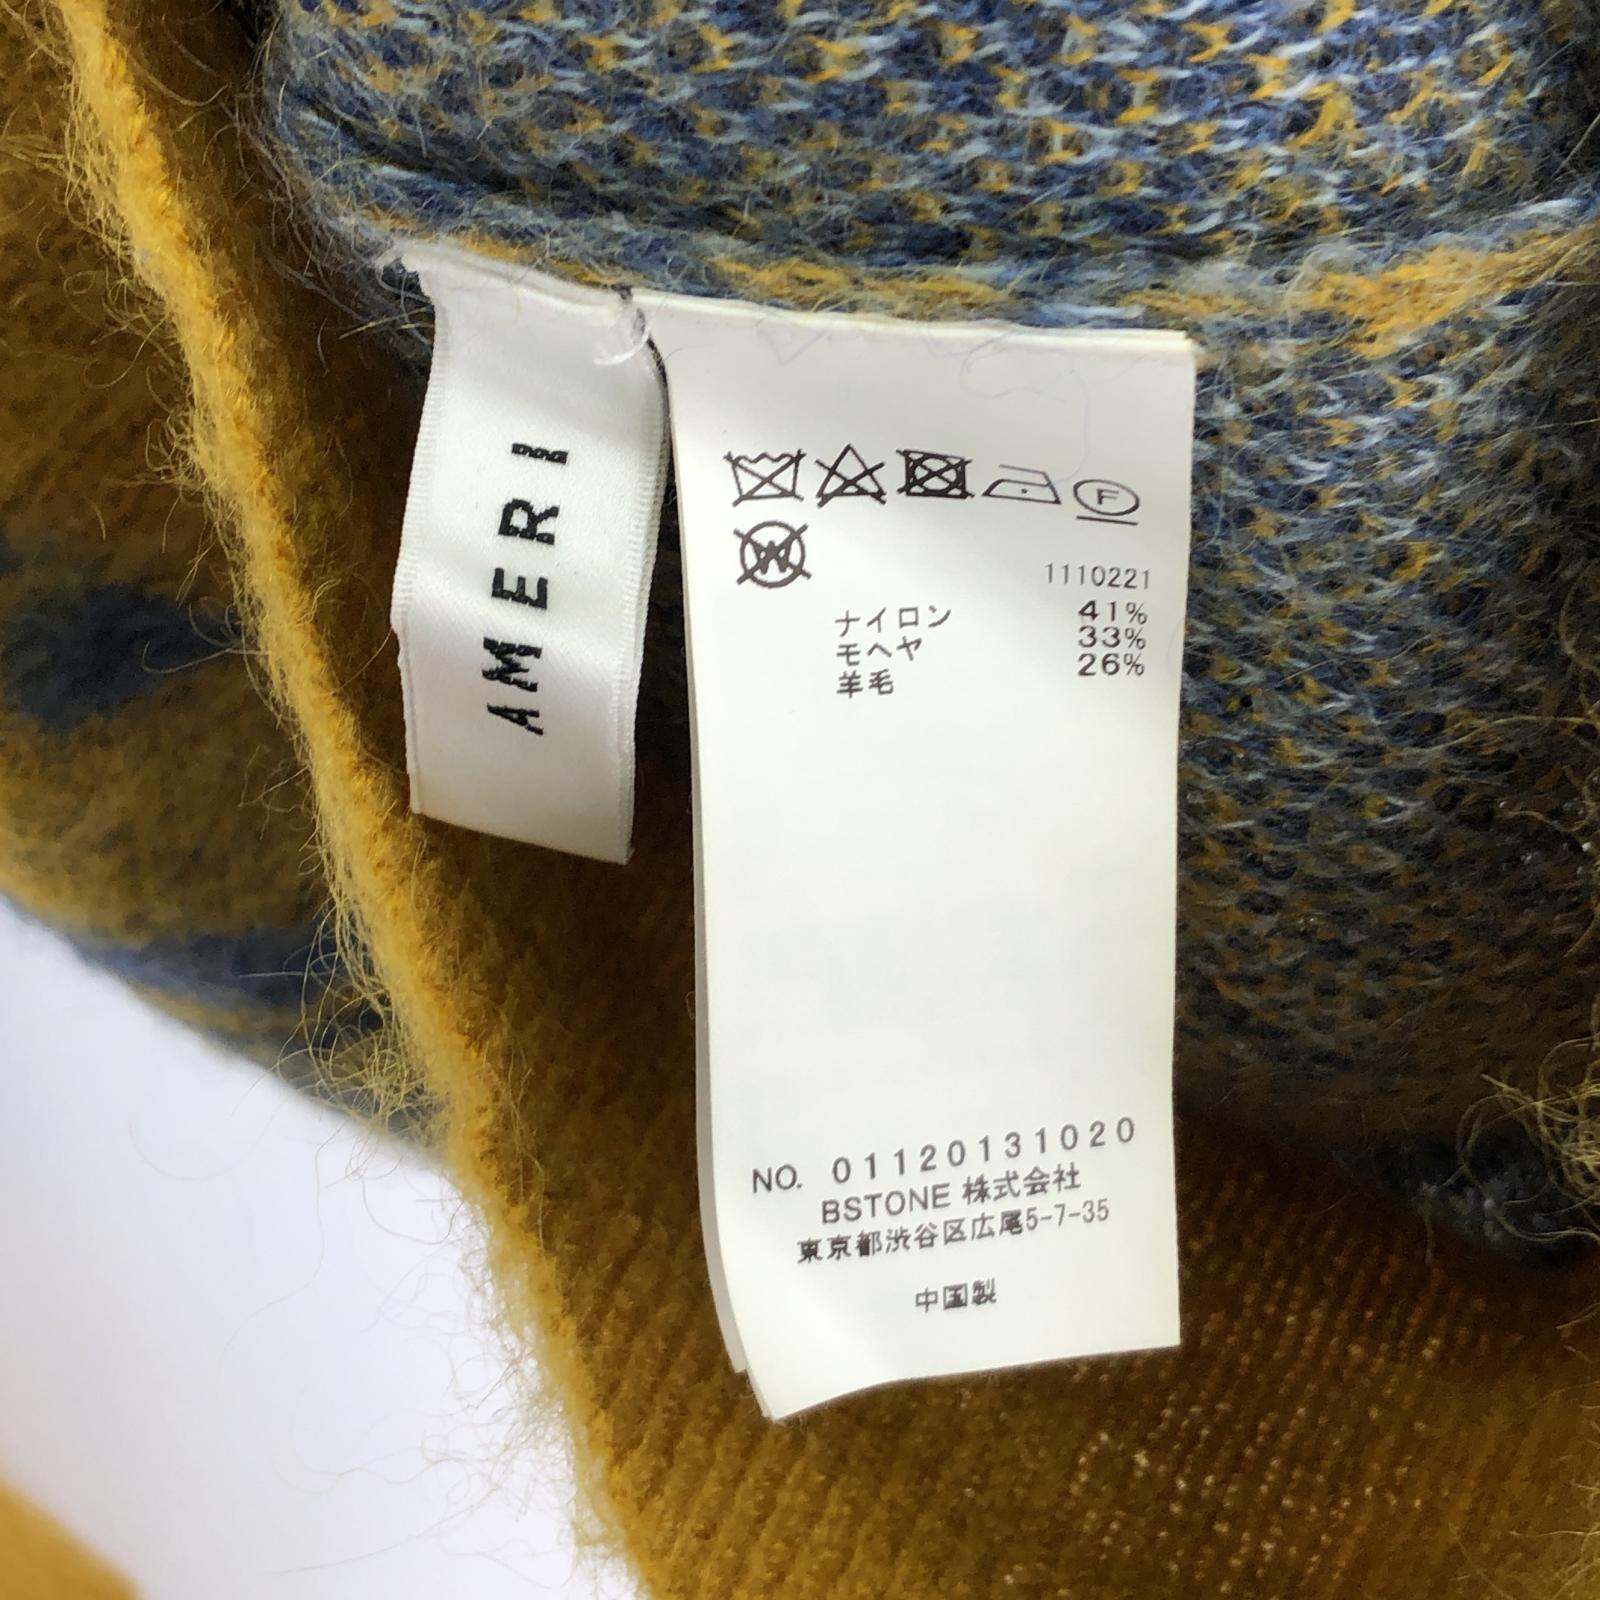 AMERI
F
W
1110221
ナイロン 41%
モヘヤ 33%
羊毛 26%
NO. 01120131020
BSTONE 株式会社
東京都渋谷区広尾5-7-35
中国製